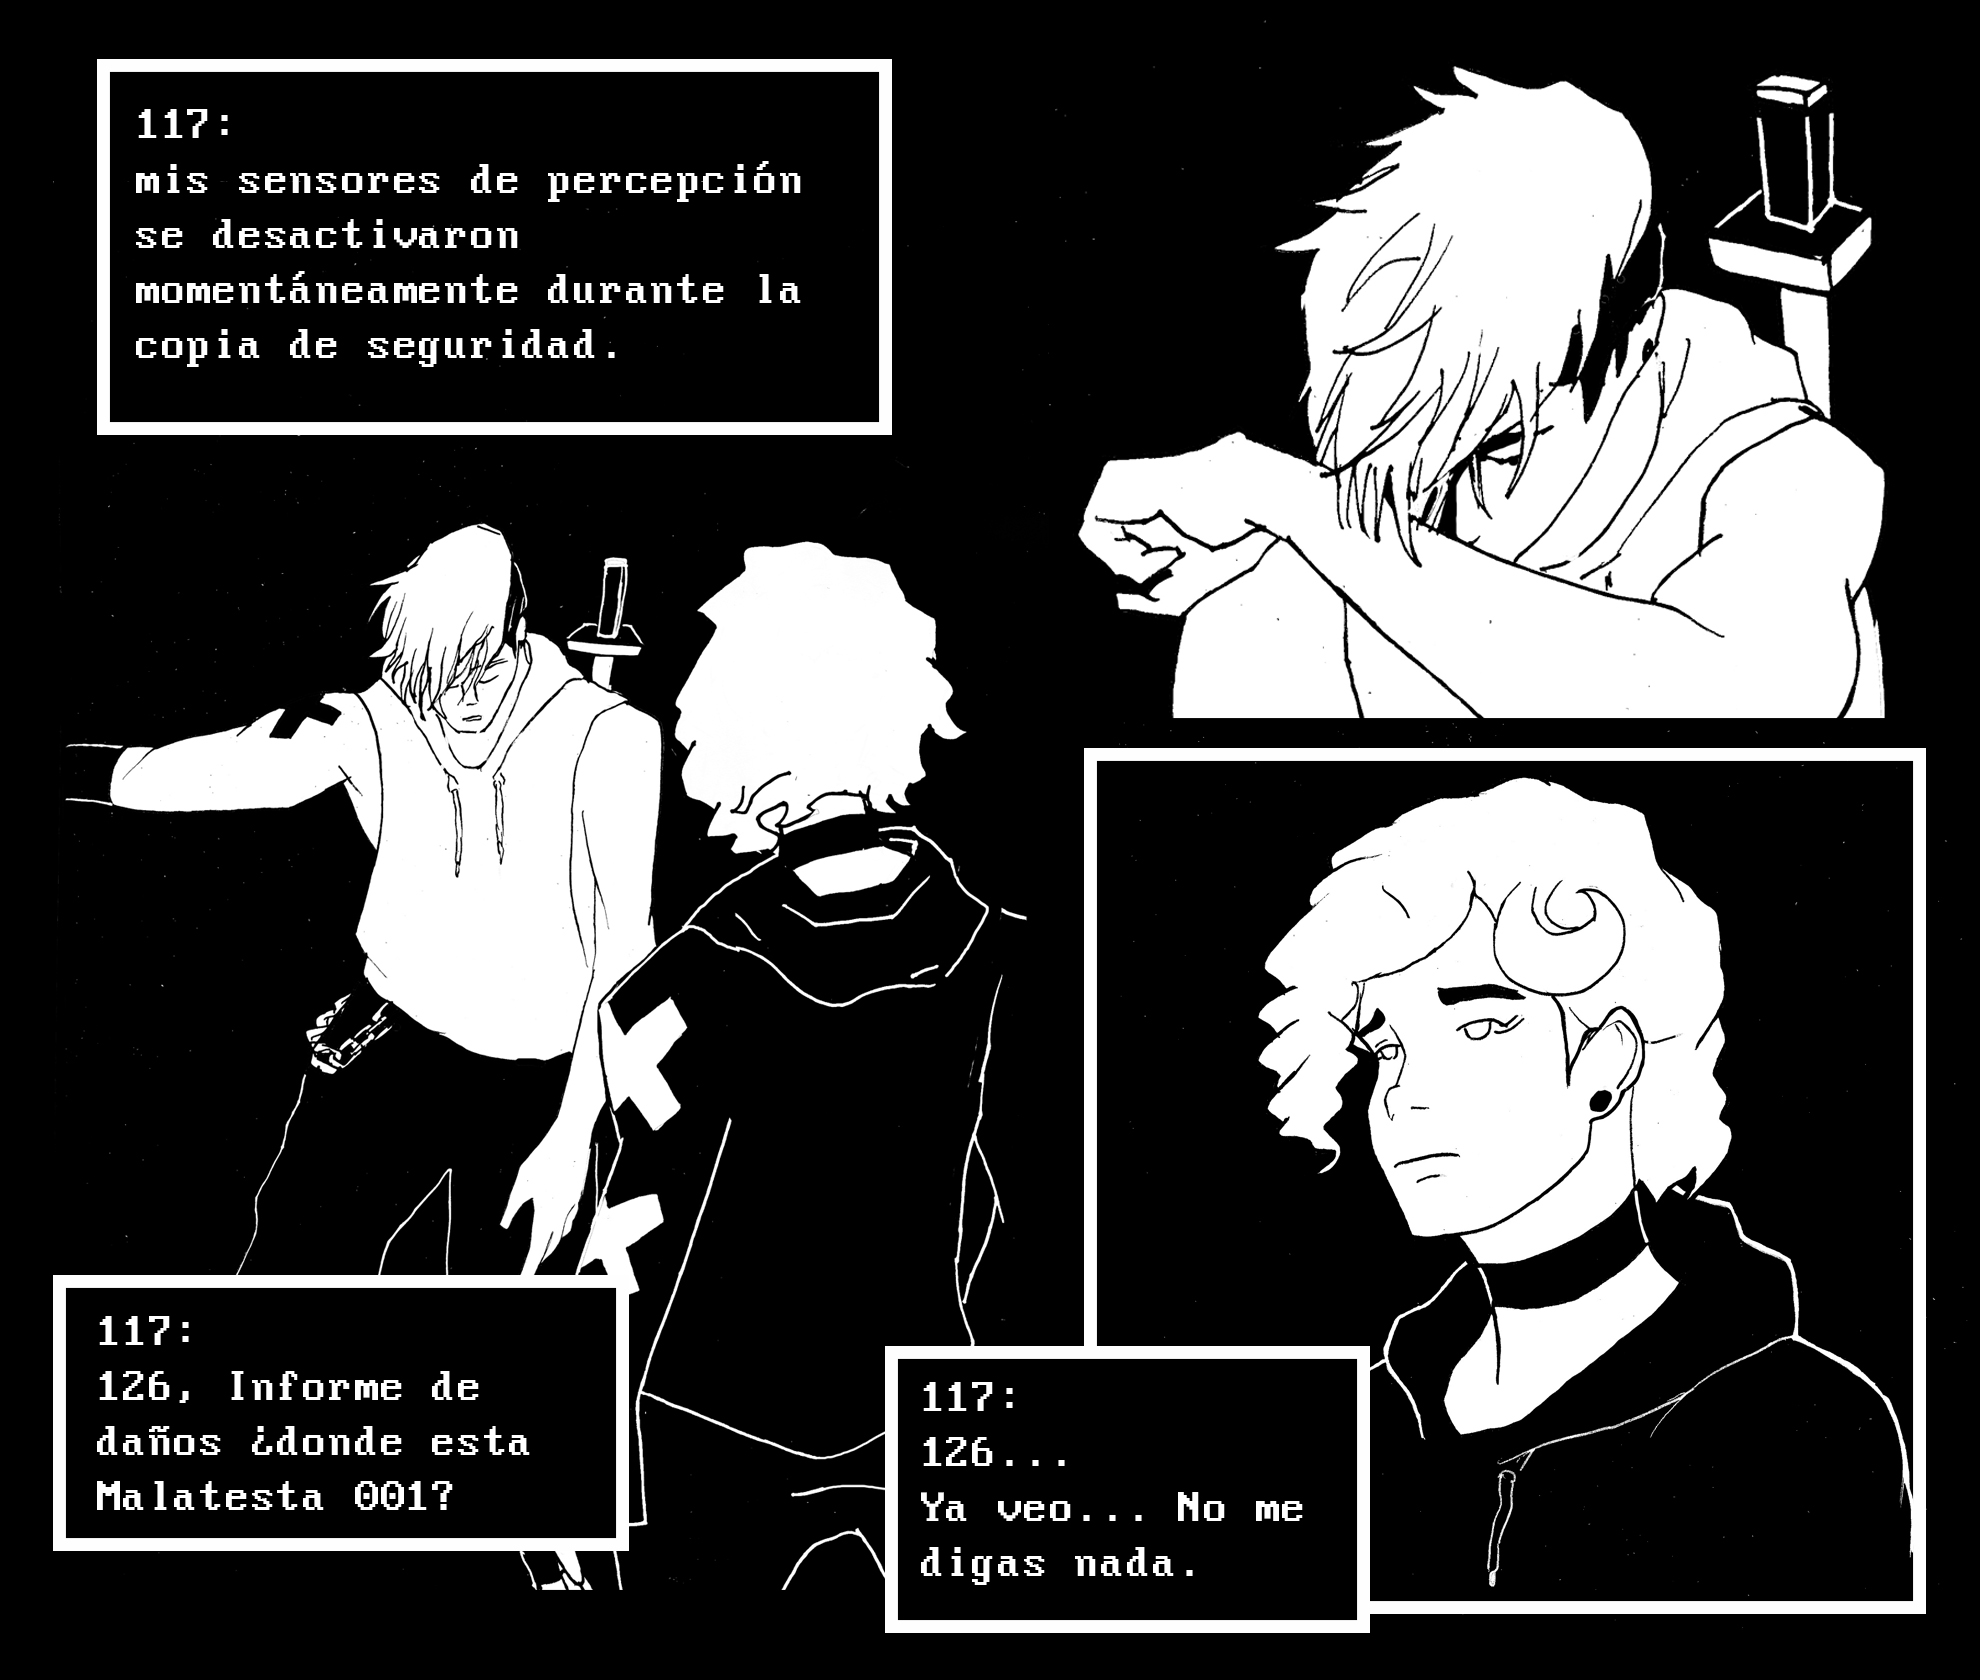 117:
mis sensores de percepción
se desactivaron
momentáneamente durante la
copia de seguridad.
117:
126, Informe de
daños ¿donde esta
Malatesta 001?
117:
126...
Ya veo... No me
digas nada.